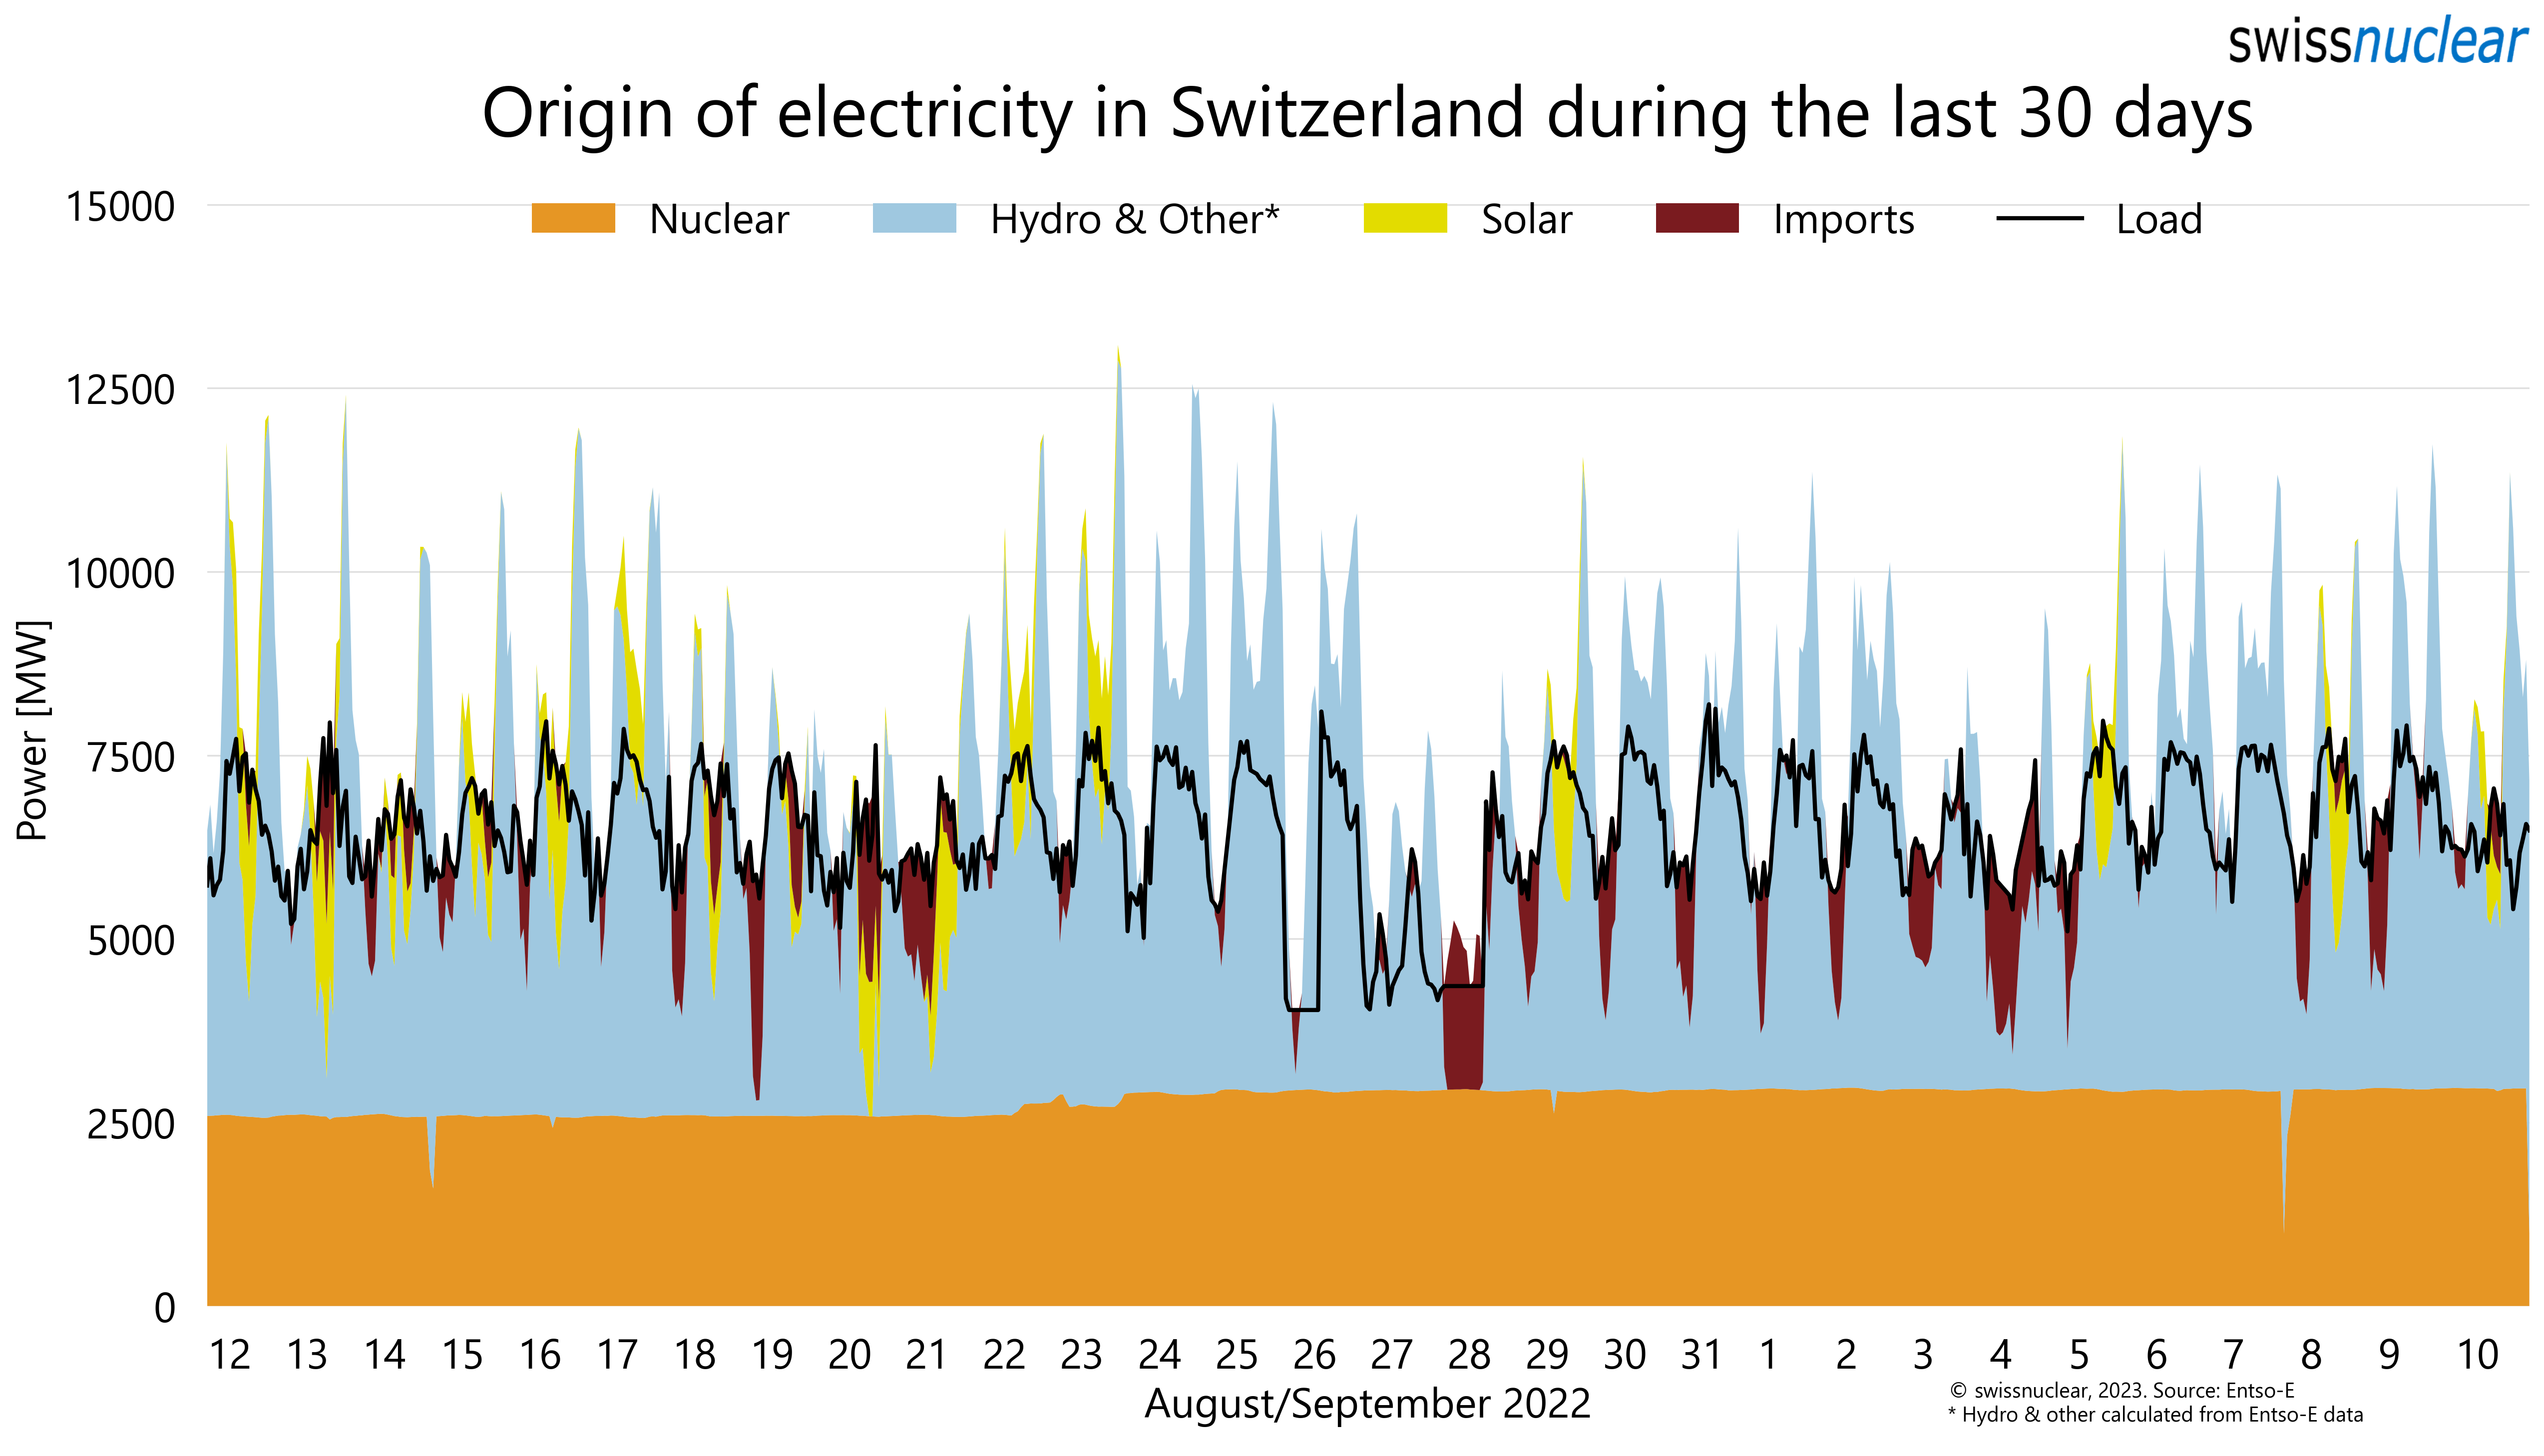 swissnuclear
Origin of electricity in Switzerland during the last 30 days
Nuclear Hydro & Other* Solar Imports Load
15000
12500
10000
7500
5000
2500
0
Power [MW]
12 13 14 15 16 17 18 19 20 21 22 23 24 25 26 27 28 29 30 31 1 2 3 4 5 6 7 8 9 10
August/September 2022
© swissnuclear, 2023. Source: Entso-E
* Hydro & other calculated from Entso-E data